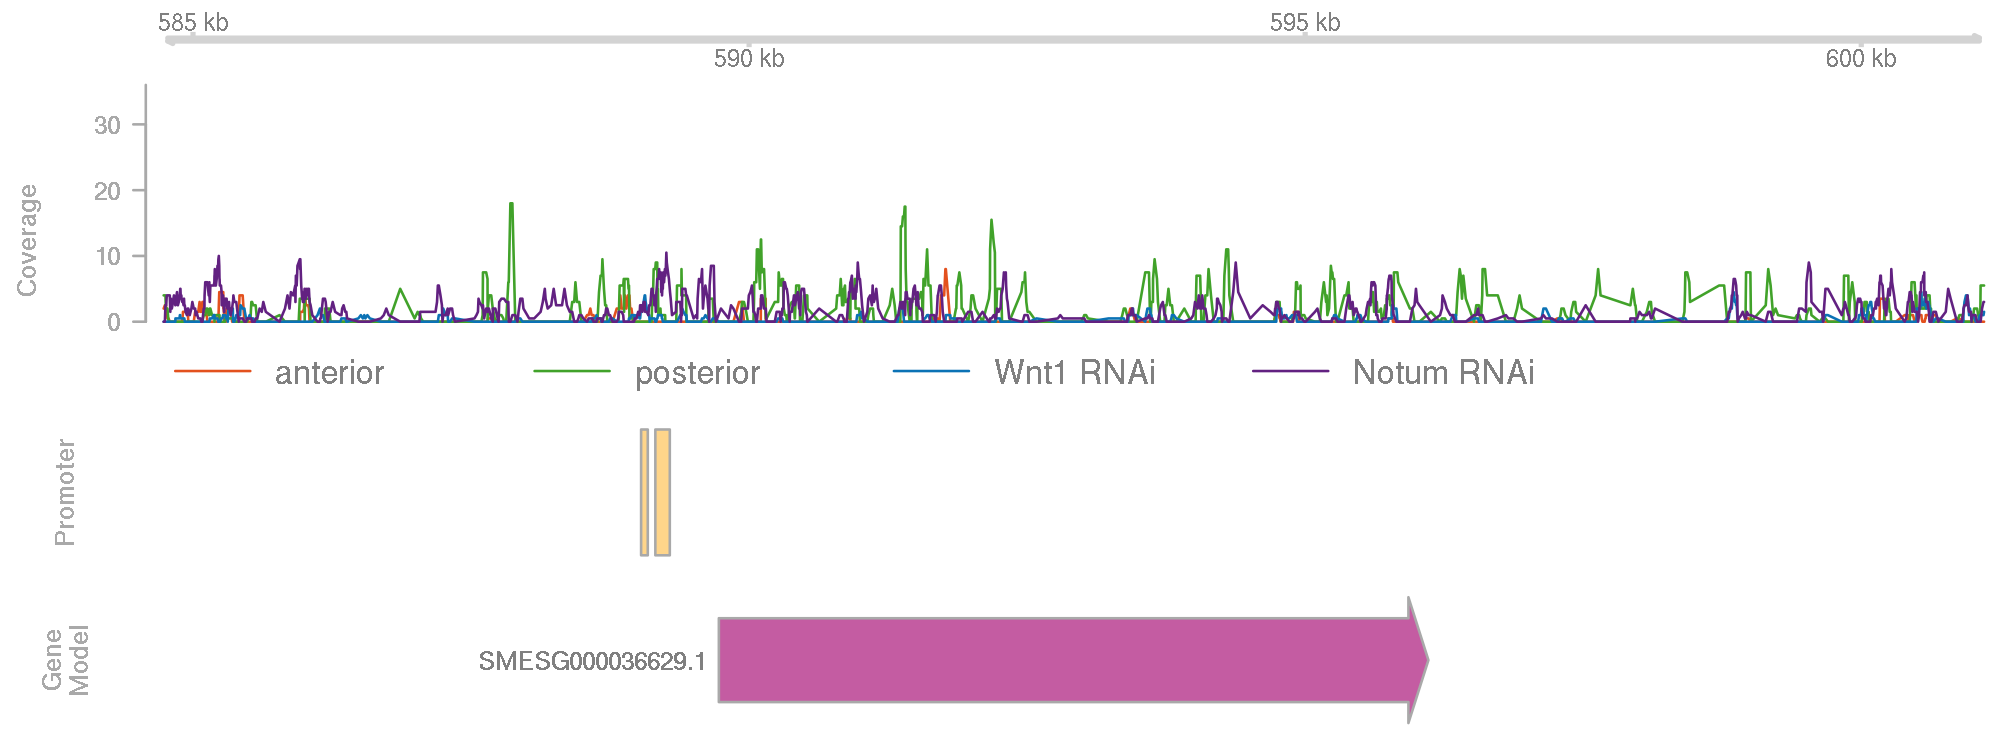 585 kb
595 kb
590 kb
600 kb
Coverage
30
20
10
0
anterior
posterior
Wnt1 RNAi
Notum RNAi
Promoter
Gene
Model
SMESG000036629.1